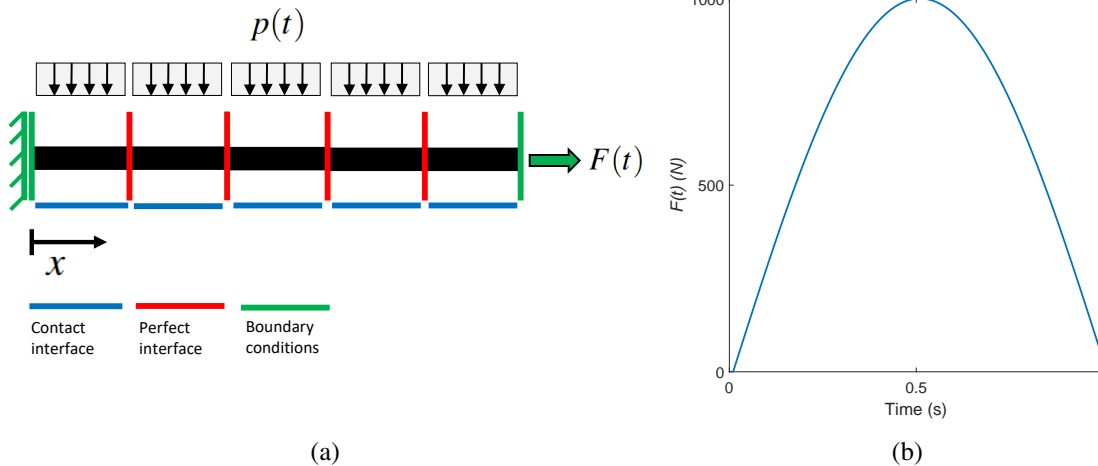 p(t)
F(t)
x
Contact interface
Perfect interface
Boundary conditions
(a)
1000
500
0
F(t) (N)
0
0.5
Time (s)
(b)